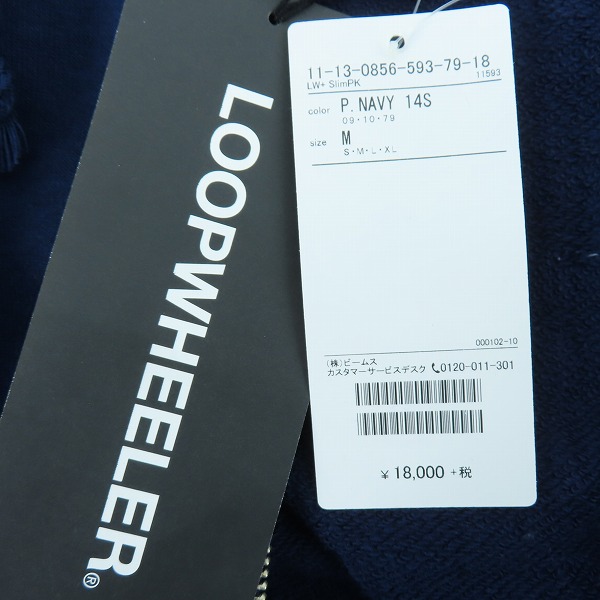 LOOPWHEELER®
11-13-0856-593-79-18
LW+ SlimPK 11593
color P.NAVY 14S
09・10・79
size M
S・M・L・XL
000102-10
(株)ビームス
カスタマーサービスデスク 0120-011-301
¥ 18,000 +税